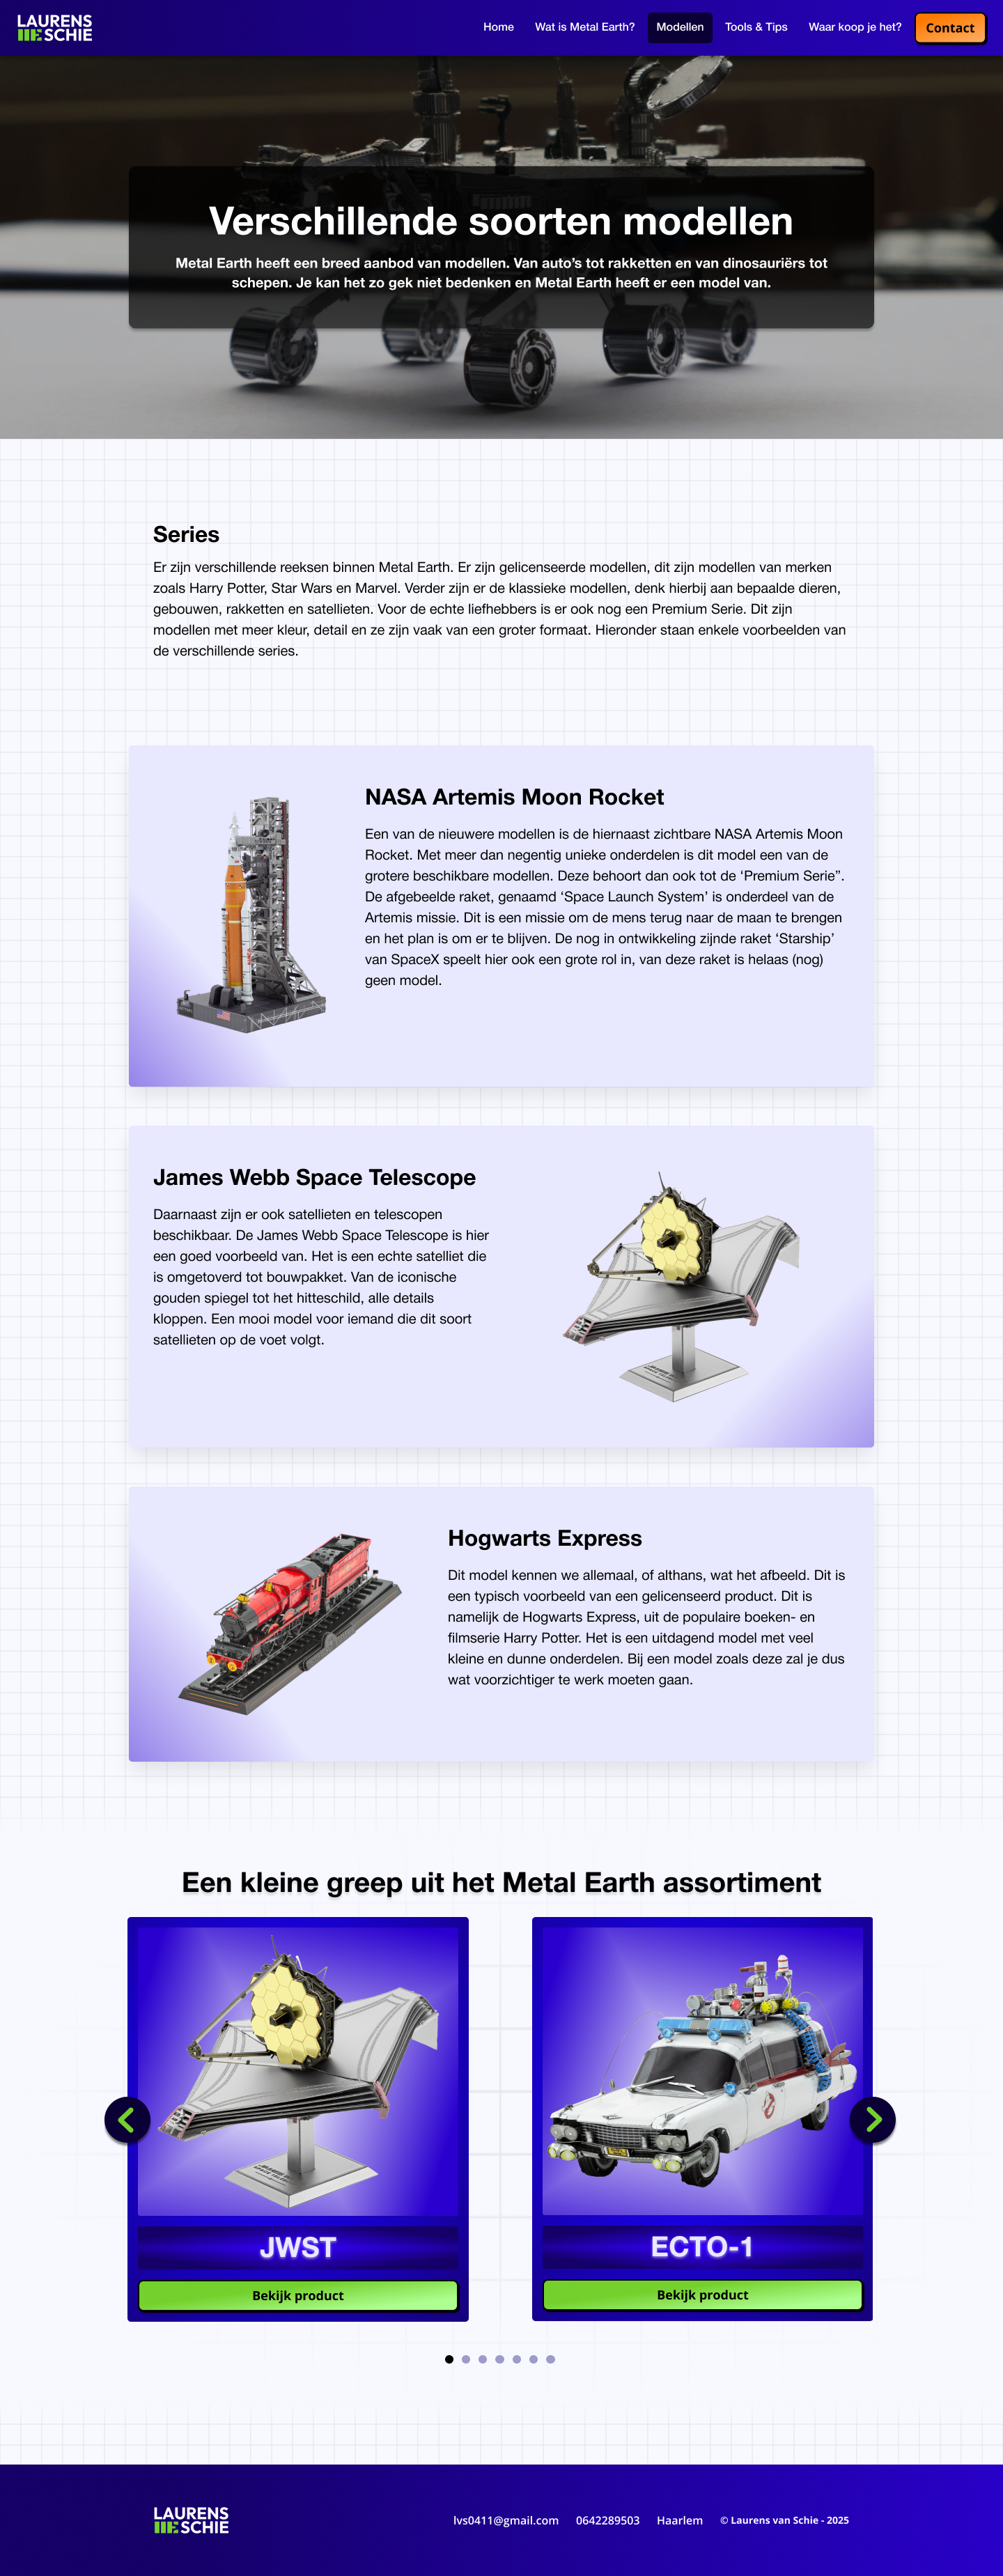 LAURENS
SCHIE
Home
Wat is Metal Earth?
Modellen
Tools & Tips
Waar koop je het?
Contact
Verschillende soorten modellen
Metal Earth heeft een breed aanbod van modellen. Van auto’s tot rakketten en van dinosauriërs tot
schepen. Je kan het zo gek niet bedenken en Metal Earth heeft er een model van.
Series
Er zijn verschillende reeksen binnen Metal Earth. Er zijn gelicenseerde modellen, dit zijn modellen van merken
zoals Harry Potter, Star Wars en Marvel. Verder zijn er de klassieke modellen, denk hierbij aan bepaalde dieren,
gebouwen, rakketten en satellieten. Voor de echte liefhebbers is er ook nog een Premium Serie. Dit zijn
modellen met meer kleur, detail en ze zijn vaak van een groter formaat. Hieronder staan enkele voorbeelden van
de verschillende series.
NASA Artemis Moon Rocket
Een van de nieuwere modellen is de hiernaast zichtbare NASA Artemis Moon
Rocket. Met meer dan negentig unieke onderdelen is dit model een van de
grotere beschikbare modellen. Deze behoort dan ook tot de ‘Premium Serie”.
De afgebeelde raket, genaamd ‘Space Launch System’ is onderdeel van de
Artemis missie. Dit is een missie om de mens terug naar de maan te brengen
en het plan is om er te blijven. De nog in ontwikkeling zijnde raket ‘Starship’
van SpaceX speelt hier ook een grote rol in, van deze raket is helaas (nog)
geen model.
James Webb Space Telescope
Daarnaast zijn er ook satellieten en telescopen
beschikbaar. De James Webb Space Telescope is hier
een goed voorbeeld van. Het is een echte satelliet die
is omgetoverd tot bouwpakket. Van de iconische
gouden spiegel tot het hitteschild, alle details
kloppen. Een mooi model voor iemand die dit soort
satellieten op de voet volgt.
Hogwarts Express
Dit model kennen we allemaal, of althans, wat het afbeeld. Dit is
een typisch voorbeeld van een gelicenseerd product. Dit is
namelijk de Hogwarts Express, uit de populaire boeken- en
filmserie Harry Potter. Het is een uitdagend model met veel
kleine en dunne onderdelen. Bij een model zoals deze zal je dus
wat voorzichtiger te werk moeten gaan.
Een kleine greep uit het Metal Earth assortiment
JWST
Bekijk product
ECTO-1
Bekijk product
LAURENS
SCHIE
lvs0411@gmail.com
0642289503
Haarlem
© Laurens van Schie - 2025